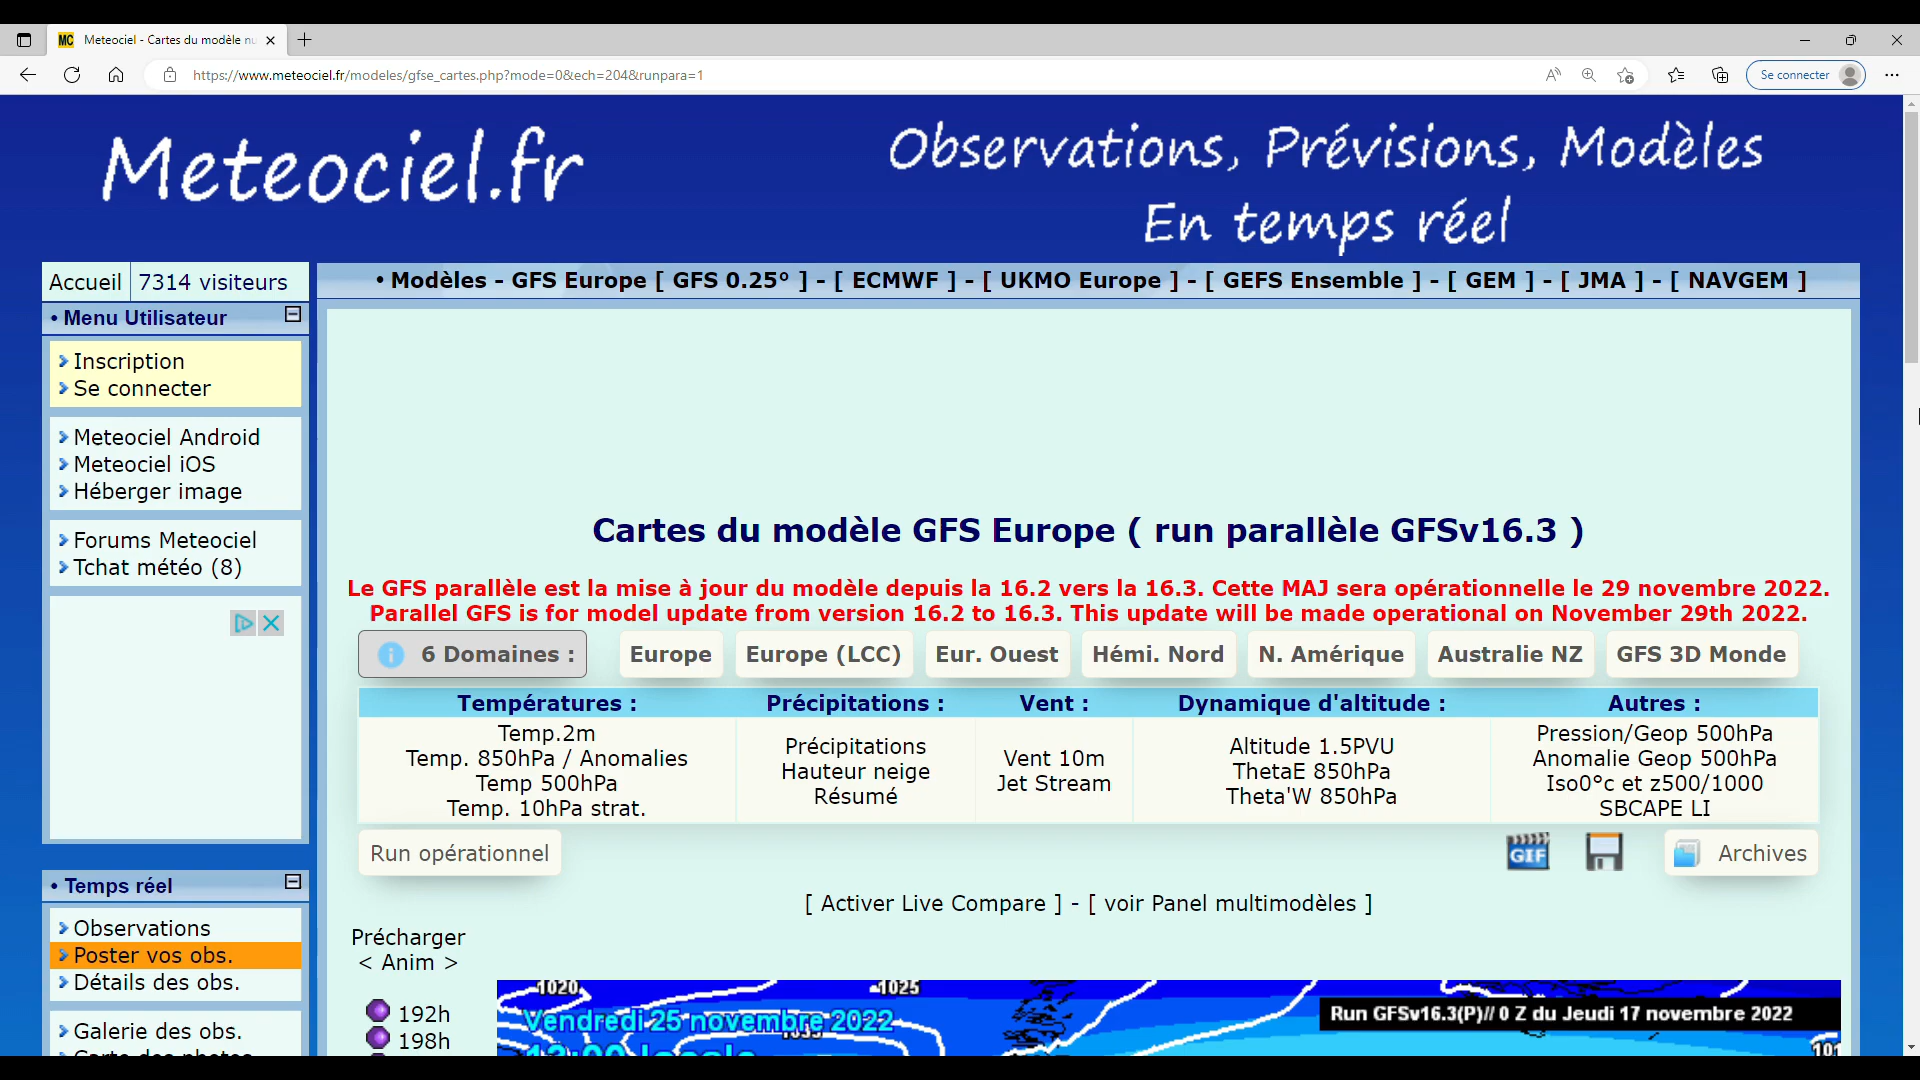 Meteociel - Cartes du modèle nu
https://www.meteociel.fr/modeles/gfse_cartes.php?mode=0&ech=204&runpara=1
Se connecter
Meteociel.fr
Observations, Prévisions, Modèles
En temps réel
Accueil
7314 visiteurs
• Modèles - GFS Europe [ GFS 0.25° ] - [ ECMWF ] - [ UKMO Europe ] - [ GEFS Ensemble ] - [ GEM ] - [ JMA ] - [ NAVGEM ]
• Menu Utilisateur
Inscription
Se connecter
Meteociel Android
Meteociel iOS
Héberger image
Forums Meteociel
Tchat météo (8)
• Temps réel
Observations
Poster vos obs.
Détails des obs.
Galerie des obs.
Carte des photos
Cartes du modèle GFS Europe ( run parallèle GFSv16.3 )
Le GFS parallèle est la mise à jour du modèle depuis la 16.2 vers la 16.3. Cette MAJ sera opérationnelle le 29 novembre 2022.
Parallel GFS is for model update from version 16.2 to 16.3. This update will be made operational on November 29th 2022.
6 Domaines :
Europe
Europe (LCC)
Eur. Ouest
Hémi. Nord
N. Amérique
Australie NZ
GFS 3D Monde
Températures :
Temp.2m
Temp. 850hPa / Anomalies
Temp 500hPa
Temp. 10hPa strat.
Précipitations :
Précipitations
Hauteur neige
Résumé
Vent :
Vent 10m
Jet Stream
Dynamique d'altitude :
Altitude 1.5PVU
ThetaE 850hPa
Theta'W 850hPa
Autres :
Pression/Geop 500hPa
Anomalie Geop 500hPa
Iso0°c et z500/1000
SBCAPE LI
Run opérationnel
GIF
Archives
[ Activer Live Compare ] - [ voir Panel multimodèles ]
Précharger
< Anim >
192h
198h
1020
1025
Vendredi 25 novembre 2022
Run GFSv16.3(P)// 0 Z du Jeudi 17 novembre 2022